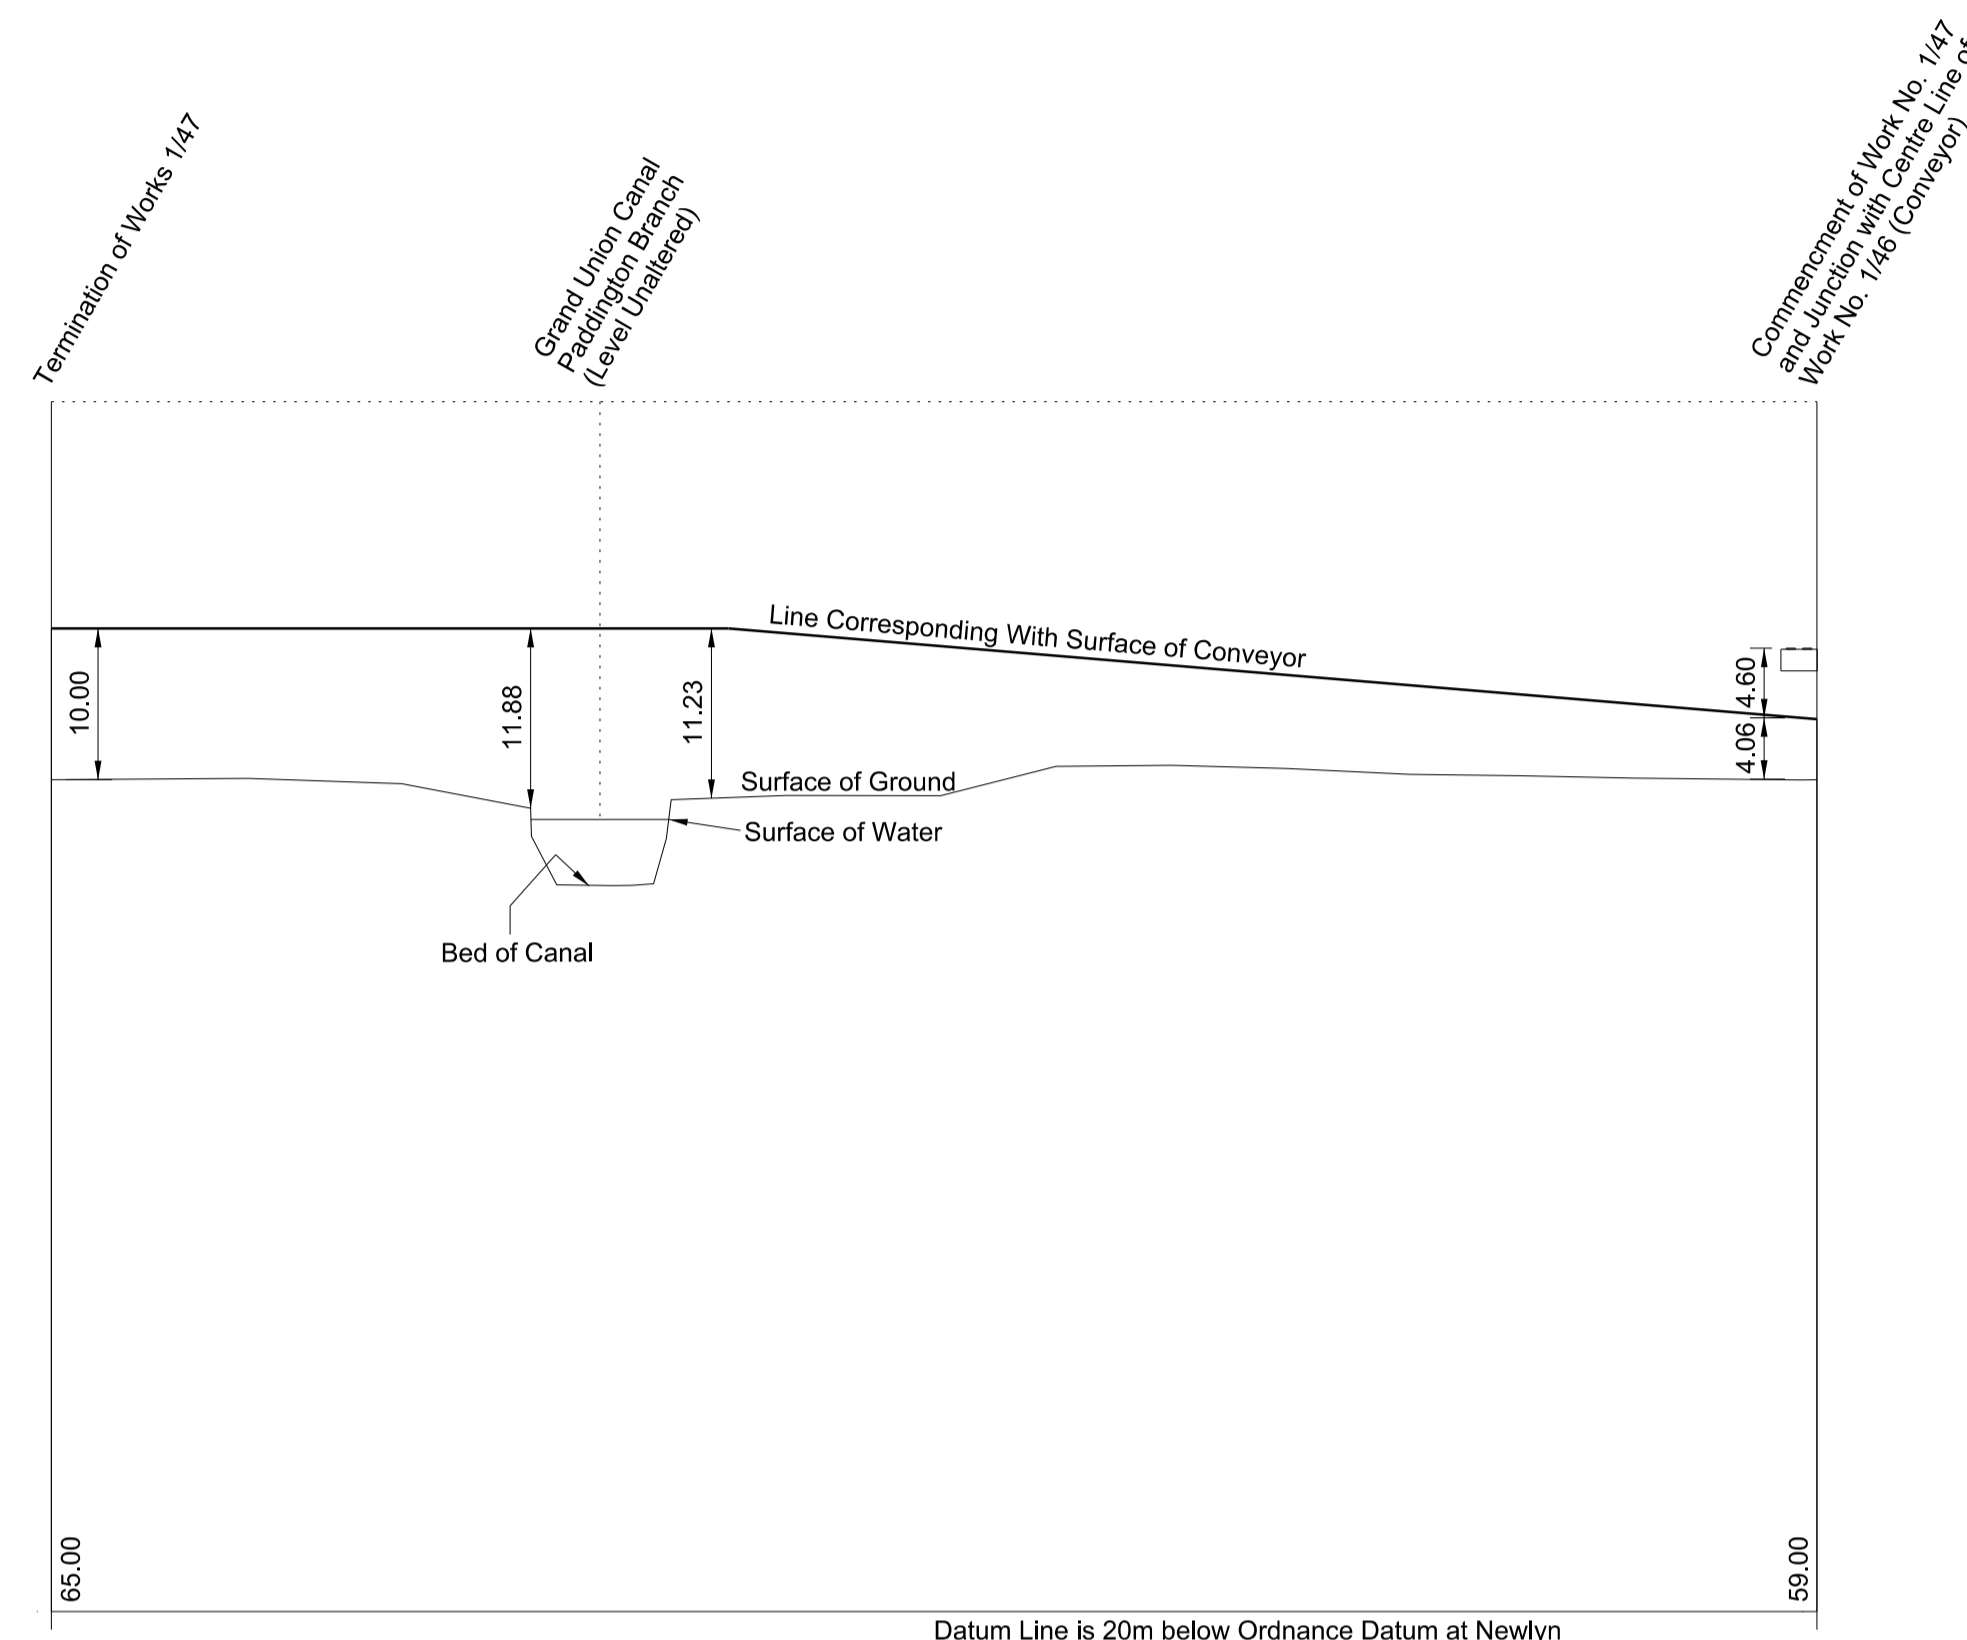 Termination of Works 1/47
Grand Union Canal
Paddington Branch
(Level Unaltered)
Commencment of Work No. 1/47
and Junction with Centre Line of
Work No. 1/46 (Conveyor)
Line Corresponding With Surface of Conveyor
10.00
11.88
11.23
4.60
4.06
Surface of Ground
Surface of Water
Bed of Canal
65.00
59.00
Datum Line is 20m below Ordnance Datum at Newlyn